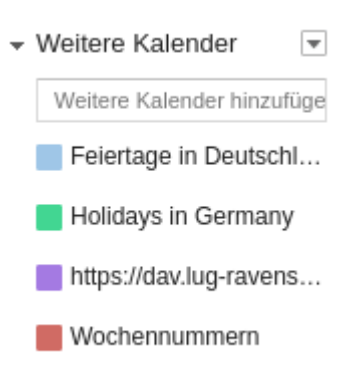 Weitere Kalender
Weitere Kalender hinzufüge
Feiertage in Deutschl...
Holidays in Germany
https://dav.lug-ravens...
Wochennummern